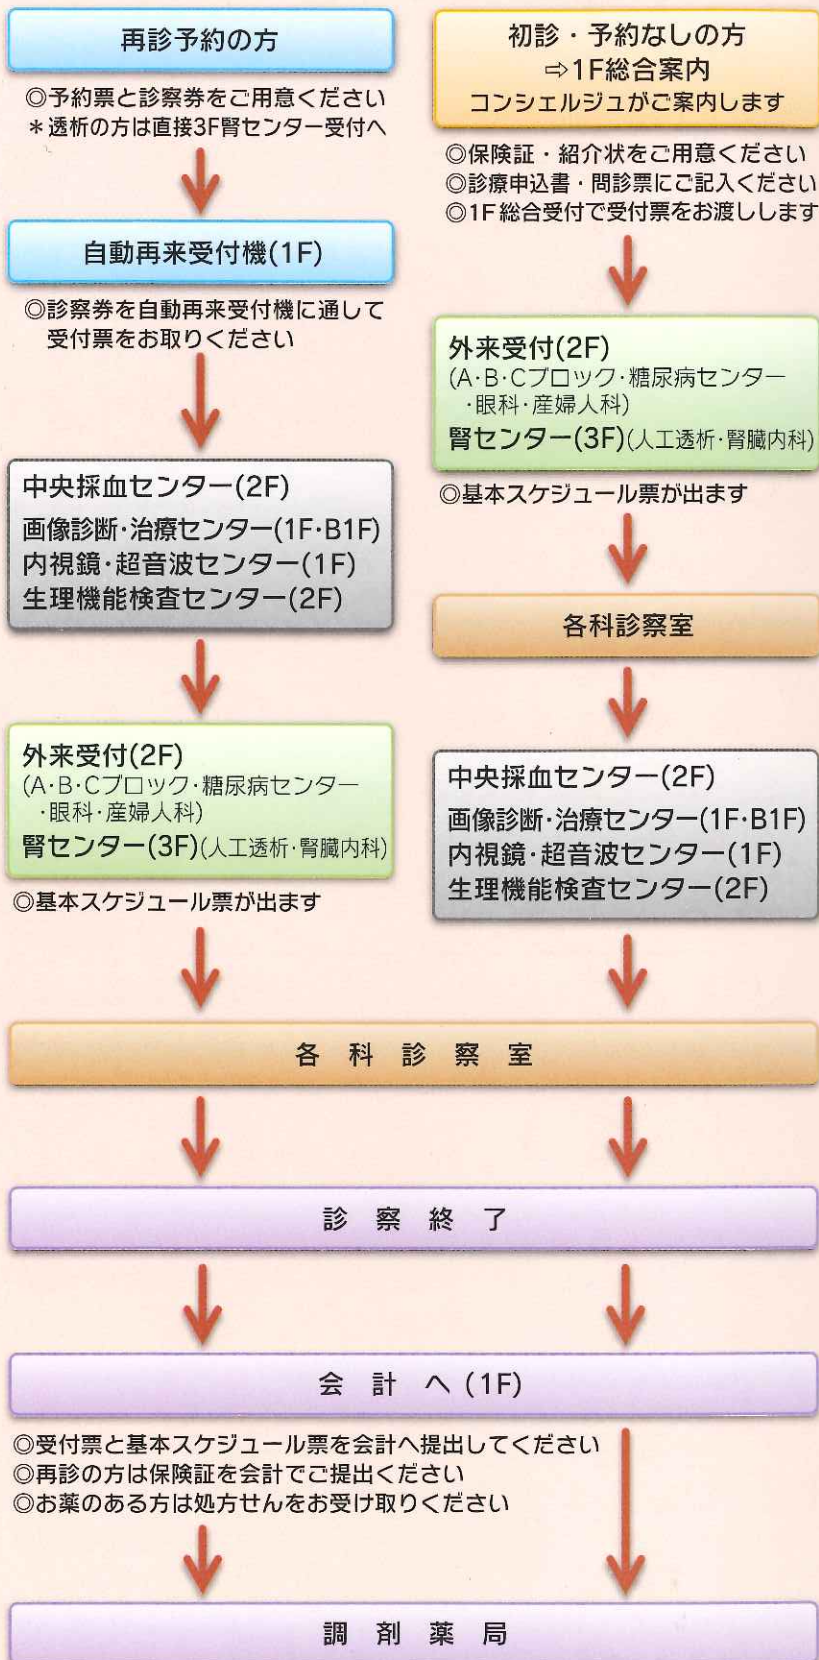 再診予約の方
◎予約票と診察券をご用意ください
＊透析の方は直接3F腎センター受付へ
自動再来受付機(1F)
◎診察券を自動再来受付機に通して
受付票をお取りください
中央採血センター(2F)
画像診断・治療センター(1F・B1F)
内視鏡・超音波センター(1F)
生理機能検査センター(2F)
外来受付(2F)
(A・B・Cブロック・糖尿病センター
・眼科・産婦人科)
腎センター(3F)(人工透析・腎臓内科)
◎基本スケジュール票が出ます
初診・予約なしの方
⇨1F総合案内
コンシェルジュがご案内します
◎保険証・紹介状をご用意ください
◎診療申込書・問診票にご記入ください
◎1F総合受付で受付票をお渡しします
外来受付(2F)
(A・B・Cブロック・糖尿病センター
・眼科・産婦人科)
腎センター(3F)(人工透析・腎臓内科)
◎基本スケジュール票が出ます
各科診察室
中央採血センター(2F)
画像診断・治療センター(1F・B1F)
内視鏡・超音波センター(1F)
生理機能検査センター(2F)
各科診察室
診察終了
会計へ(1F)
◎受付票と基本スケジュール票を会計へ提出してください
◎再診の方は保険証を会計でご提出ください
◎お薬のある方は処方せんをお受け取りください
調剤薬局